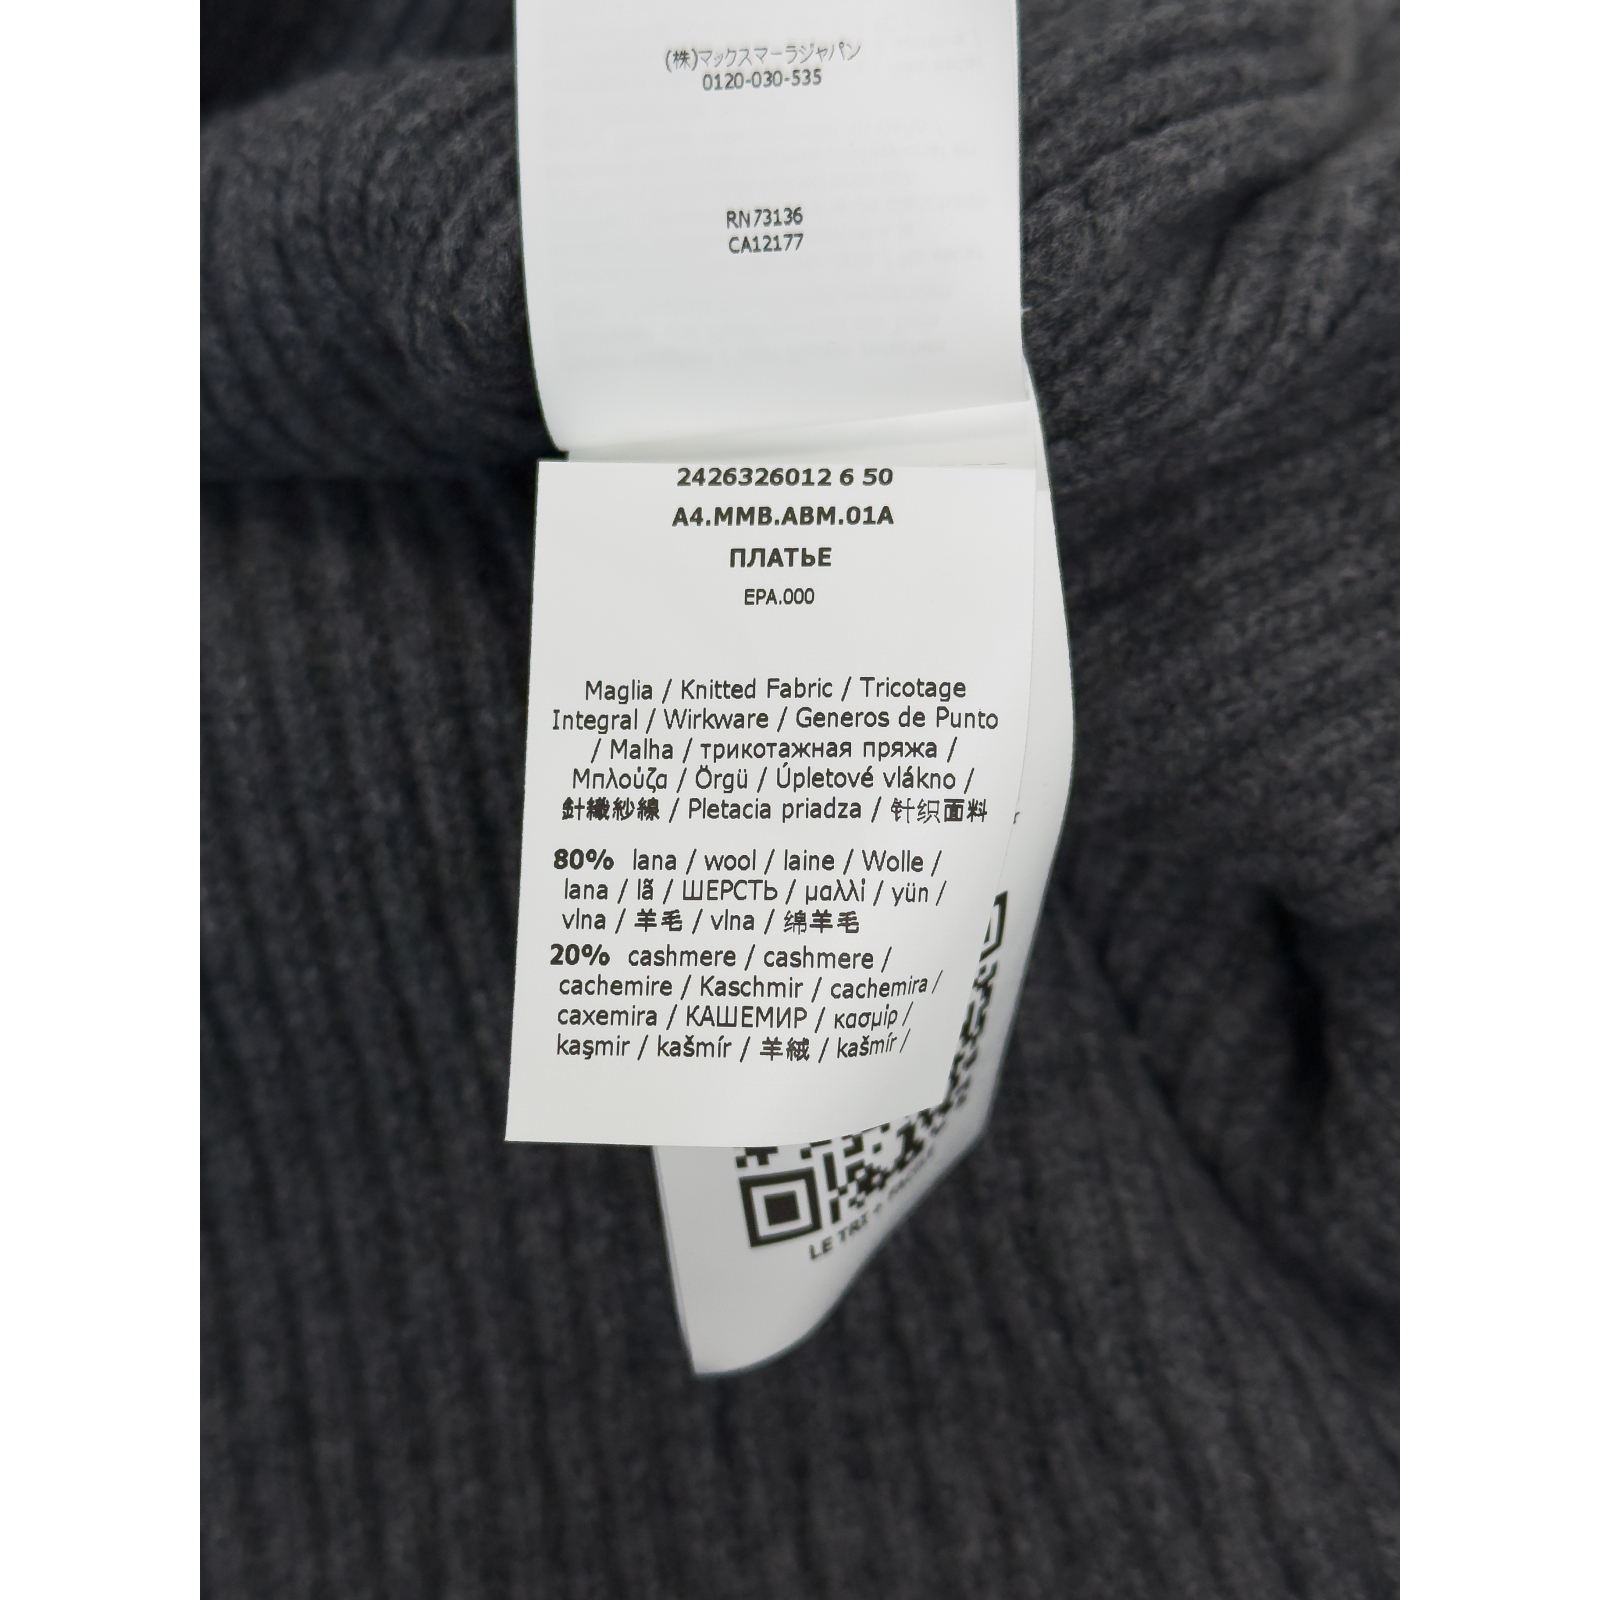 (株)マックスマーラジャパン
0120-030-535
RN73136
CA12177
2426326012 6 50
A4.MMB.ABM.01A
ПЛАТЬЕ
EPA.000
Maglia / Knitted Fabric / Tricotage
Integral / Wirkware / Generos de Punto
/ Malha / трикотажная пряжа /
Μπλούζα / Örgü / Úpletové vlákno /
針織紗線 / Pletacia priadza / 针织面料
80% lana / wool / laine / Wolle /
lana / lã / ШЕРСТЬ / μαλλί / yün /
vlna / 羊毛 / vlna / 绵羊毛
20% cashmere / cashmere /
cachemire / Kaschmir / cachemira /
caxemira / КАШЕМИР / κασμίρ /
kaşmir / kašmír / 羊絨 / kašmír /
LE TRI + FACILE